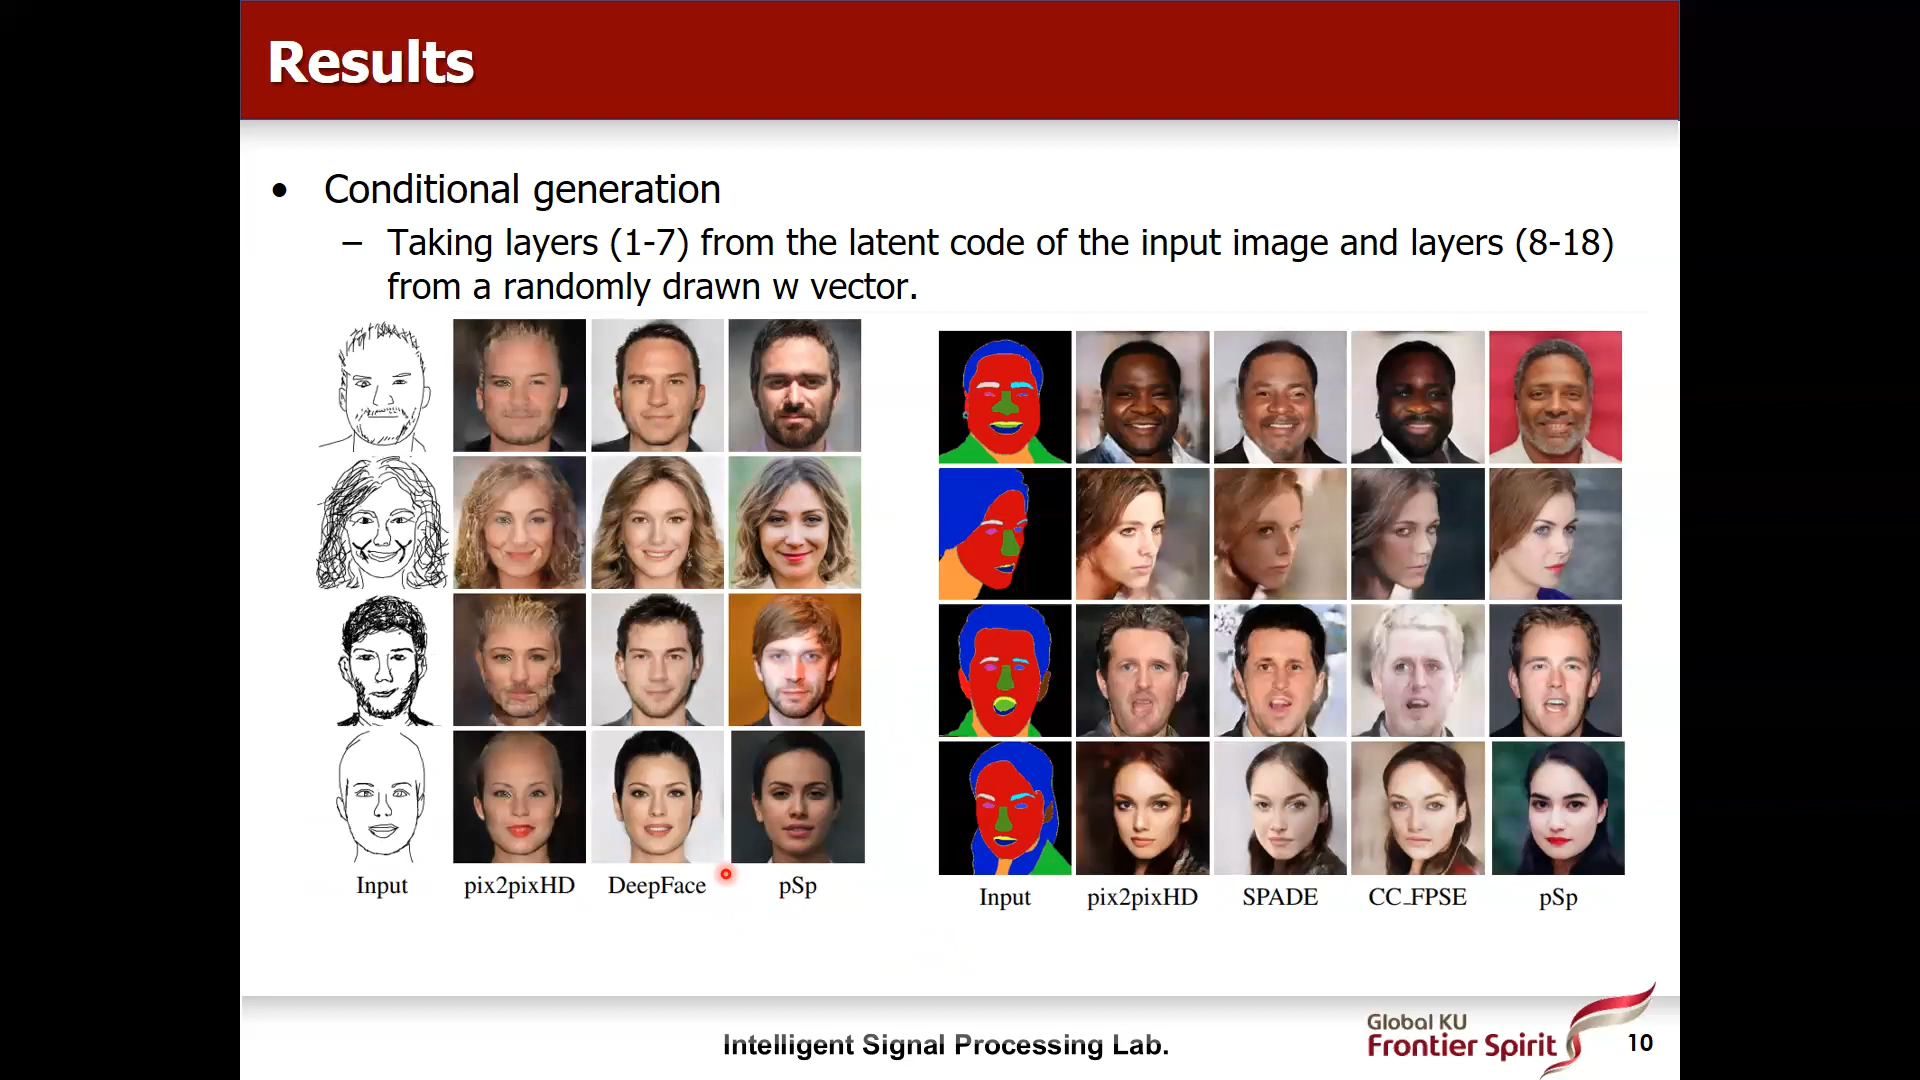 Results
• Conditional generation
– Taking layers (1-7) from the latent code of the input image and layers (8-18)
from a randomly drawn w vector.
Input pix2pixHD DeepFace pSp
Input pix2pixHD SPADE CC_FPSE pSp
Intelligent Signal Processing Lab.
Global KU
Frontier Spirit
10